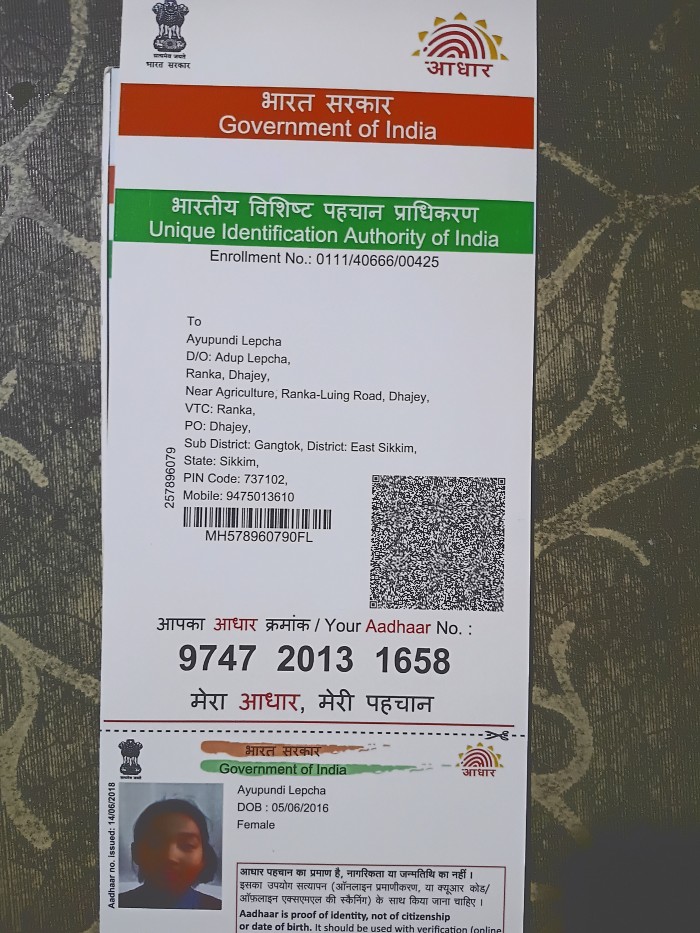 सत्यमेव जयते
भारत सरकार
आधार
भारत सरकार
Government of India
भारतीय विशिष्ट पहचान प्राधिकरण
Unique Identification Authority of India
Enrollment No.: 0111/40666/00425
To
Ayupundi Lepcha
D/O: Adup Lepcha,
Ranka, Dhajey,
Near Agriculture, Ranka-Luing Road, Dhajey,
VTC: Ranka,
PO: Dhajey,
Sub District: Gangtok, District: East Sikkim,
State: Sikkim,
PIN Code: 737102,
Mobile: 9475013610
257896079
MH578960790FL
आपका आधार क्रमांक / Your Aadhaar No. :
9747 2013 1658
मेरा आधार, मेरी पहचान
भारत सरकार
Government of India
आधार
Aadhaar no. issued: 14/06/2018
Ayupundi Lepcha
DOB : 05/06/2016
Female
आधार पहचान का प्रमाण है, नागरिकता या जन्मतिथि का नहीं ।
इसका उपयोग सत्यापन (ऑनलाइन प्रमाणीकरण, या क्यूआर कोड/
ऑफ़लाइन एक्सएमएल की स्कैनिंग) के साथ किया जाना चाहिए ।
Aadhaar is proof of identity, not of citizenship
or date of birth. It should be used with verification (online